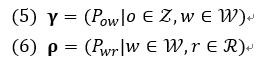 (5) 𝛄 = (P_{ow}|o ∈ 𝒵, w ∈ 𝒲)
(6) 𝛒 = (P_{wr}|w ∈ 𝒲, r ∈ ℛ)